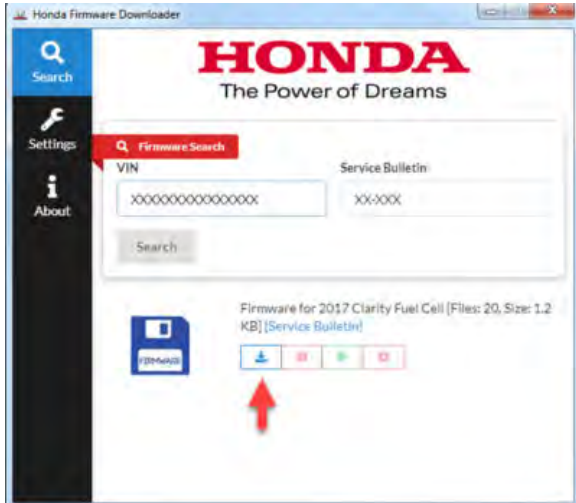 Honda Firmware Downloader
Search
Settings
About
HONDA
The Power of Dreams
Firmware Search
VIN
Service Bulletin
XXXXXXXXXXXXXXXX
XX-XXX
Search
Firmware for 2017 Clarity Fuel Cell [Files: 20, Size: 1.2
KB] [Service Bulletin]
FIRMWARE